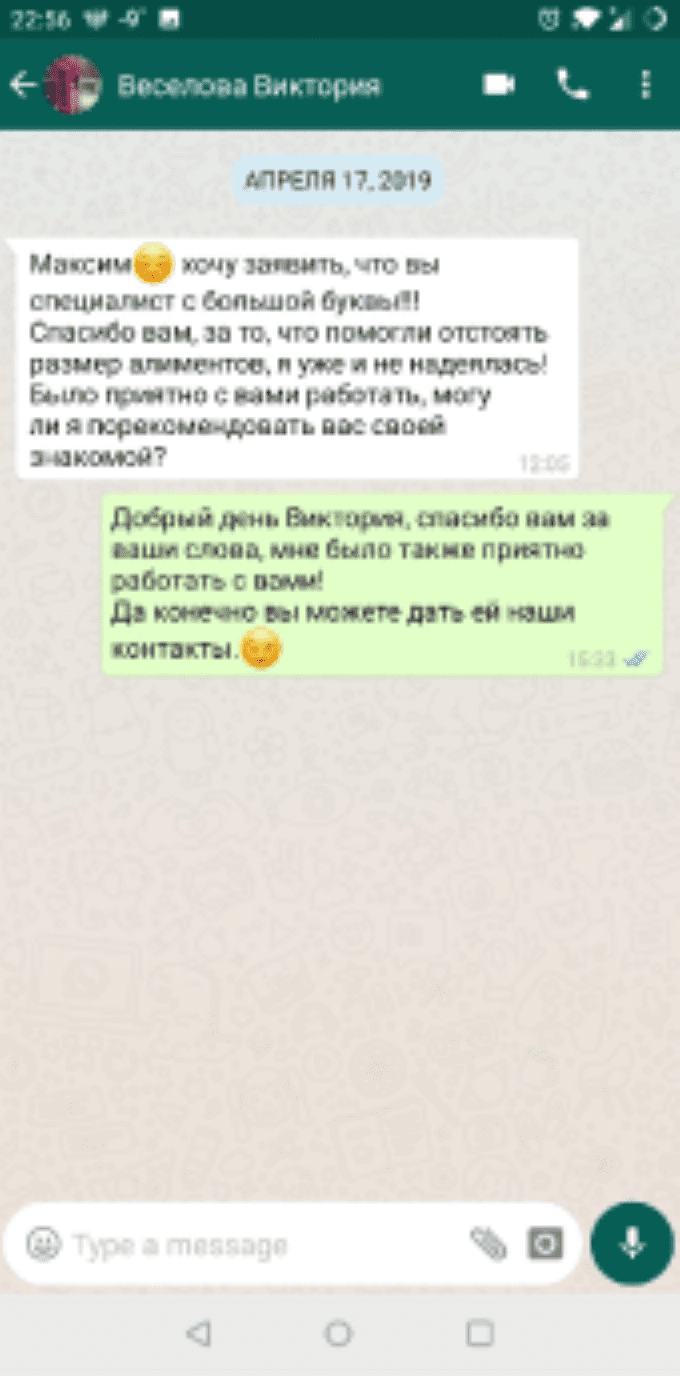 22:56 -9°
Веселова Виктория
АПРЕЛЯ 17, 2019
Максим😏 хочу заявить, что вы
специалист с большой буквы!!!
Спасибо вам, за то, что помогли отстоять
размер алиментов, я уже и не надеялась!
Было приятно с вами работать, могу
ли я порекомендовать вас своей
знакомой?
12:05
Добрый день Виктория, спасибо вам за
ваши слова, мне было также приятно
работать с вами!
Да конечно вы можете дать ей наши
контакты.😏
15:33
Type a message